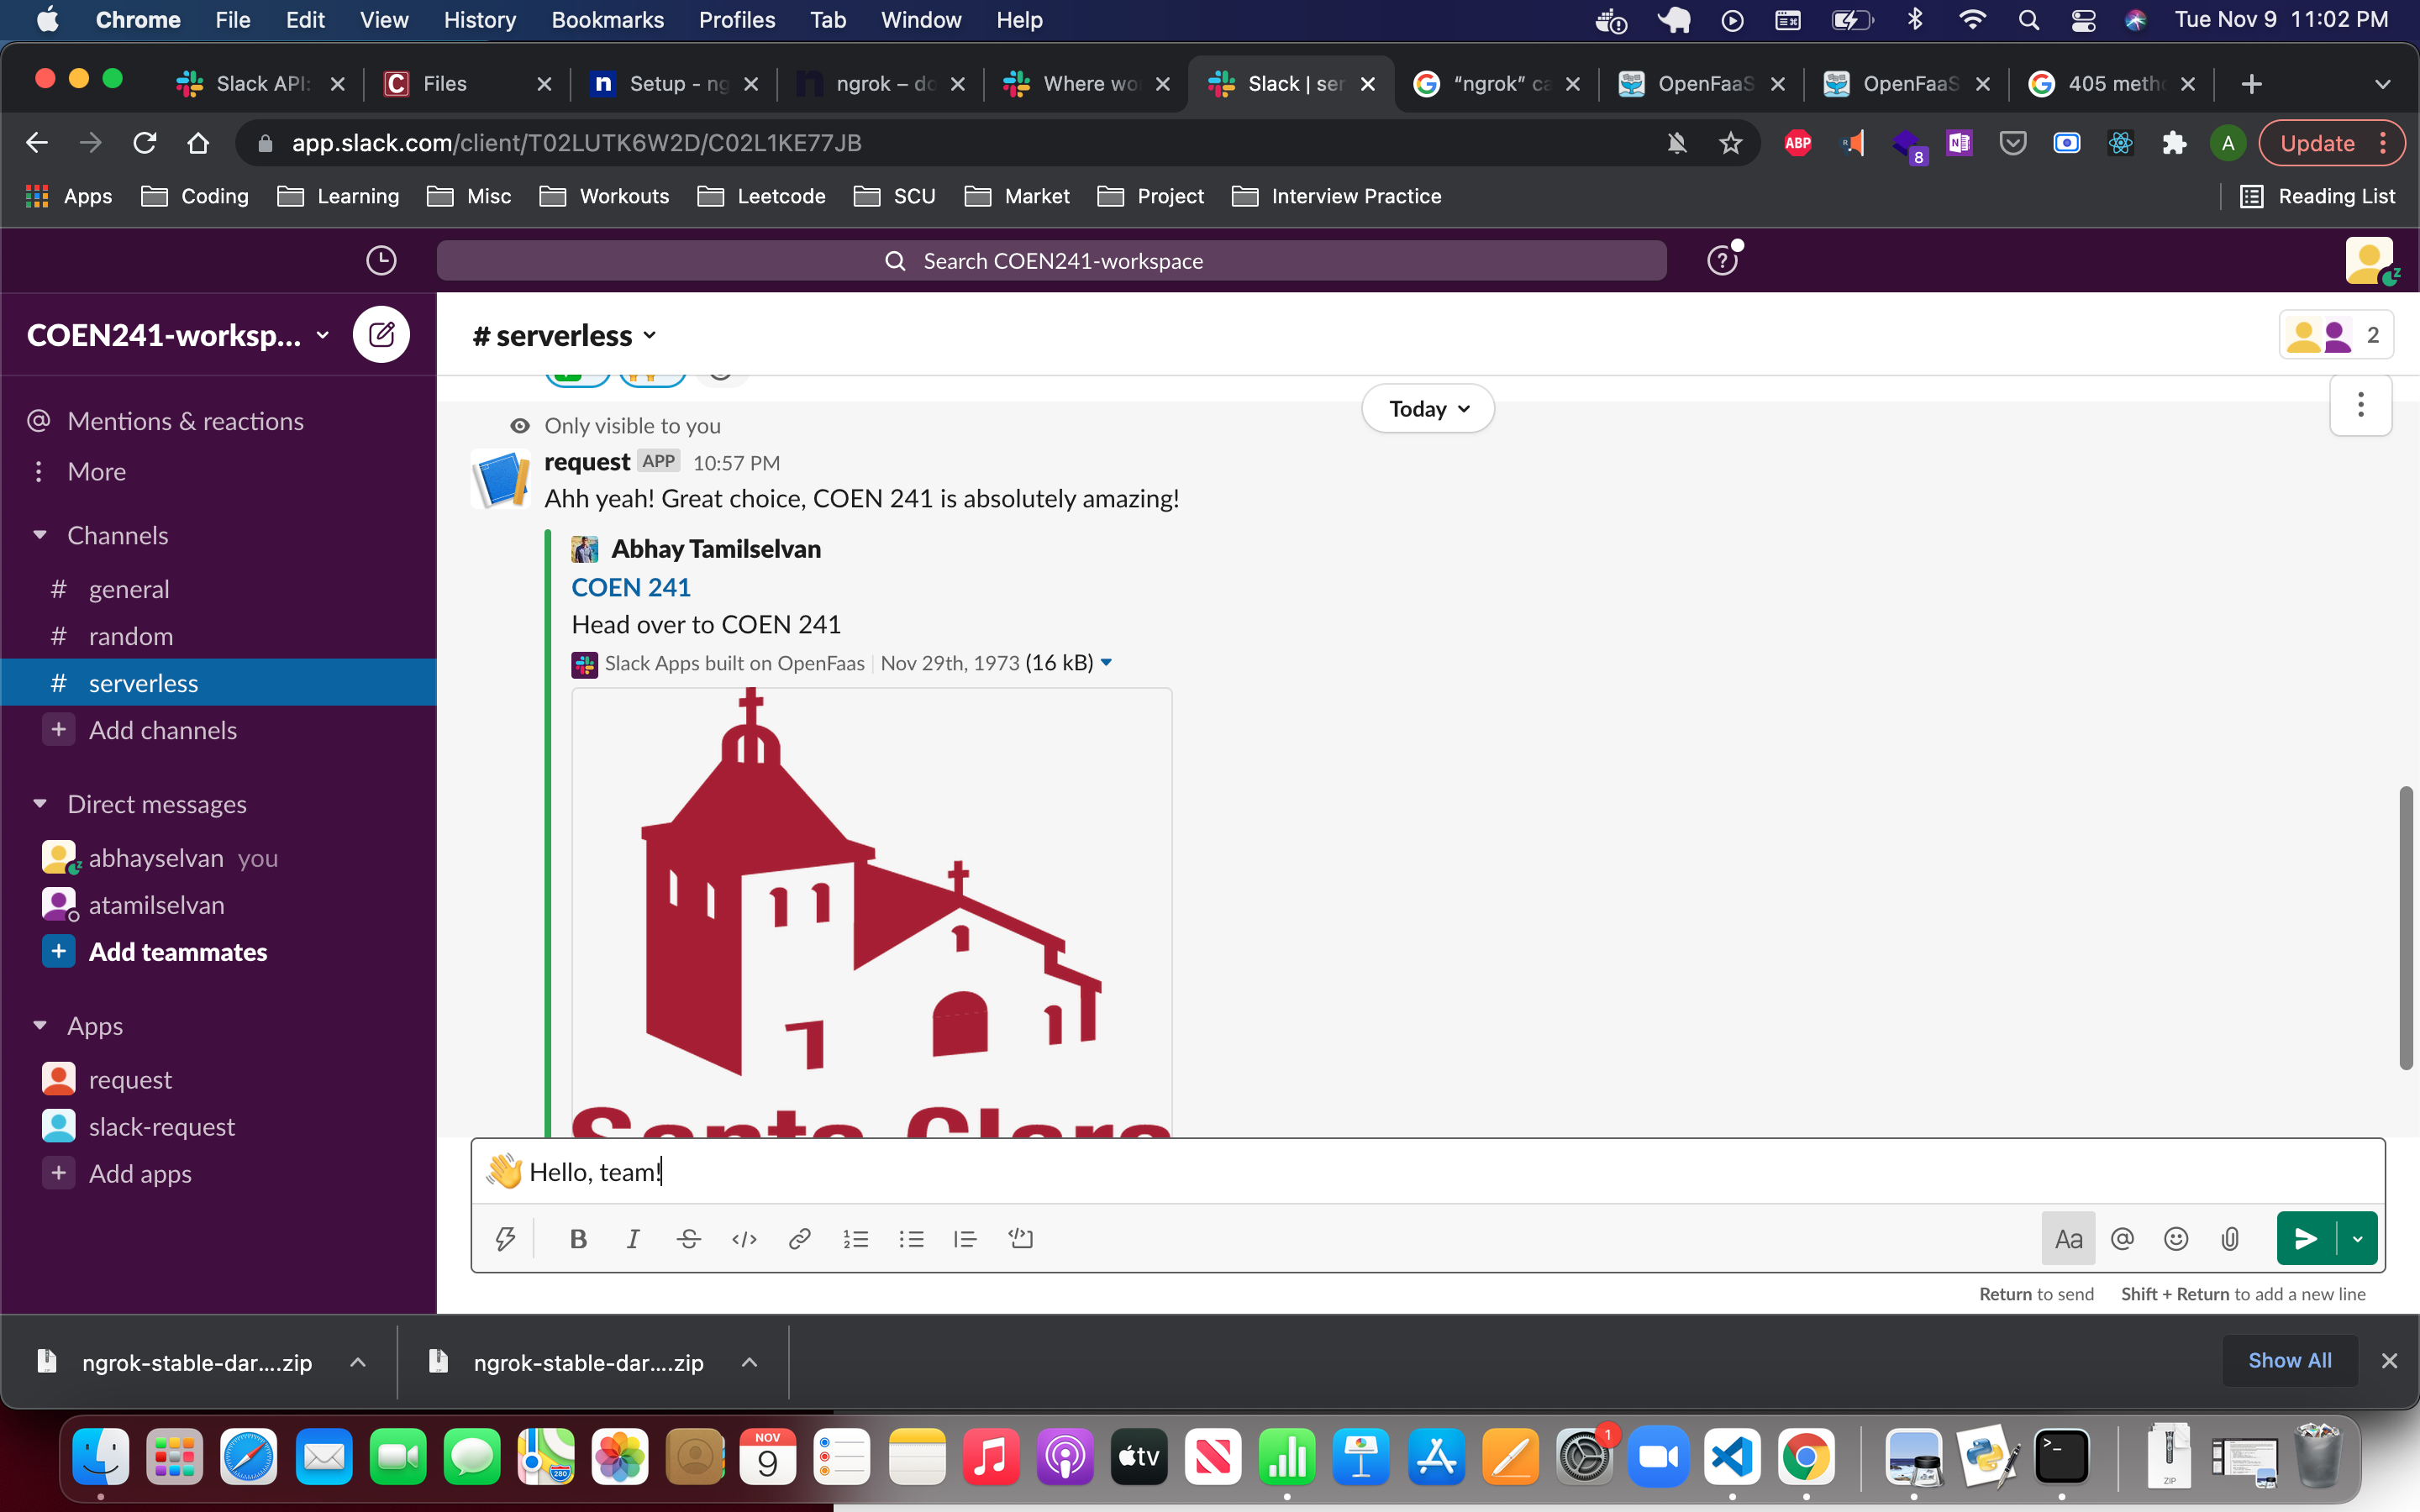 Chrome File Edit View History Bookmarks Profiles Tab Window Help Tue Nov 9 11:02 PM
Slack API: Files Setup - ng ngrok – do Where wo Slack | ser “ngrok” ca OpenFaaS OpenFaaS 405 meth
app.slack.com/client/T02LUTK6W2D/C02L1KE77JB ABP 8 A Update
Apps Coding Learning Misc Workouts Leetcode SCU Market Project Interview Practice Reading List
Search COEN241-workspace
COEN241-worksp...
# serverless
2
Mentions & reactions
More
Channels
# general
# random
# serverless
+ Add channels
Direct messages
abhayselvan you
atamilselvan
+ Add teammates
Apps
request
slack-request
+ Add apps
Today
Only visible to you
request APP 10:57 PM
Ahh yeah! Great choice, COEN 241 is absolutely amazing!
Abhay Tamilselvan
COEN 241
Head over to COEN 241
Slack Apps built on OpenFaas | Nov 29th, 1973 (16 kB)
Santa Clara
👋 Hello, team!
B I Aa @
Return to send Shift + Return to add a new line
ngrok-stable-dar....zip ngrok-stable-dar....zip Show All
280 NOV 9 tv 1 ZIP